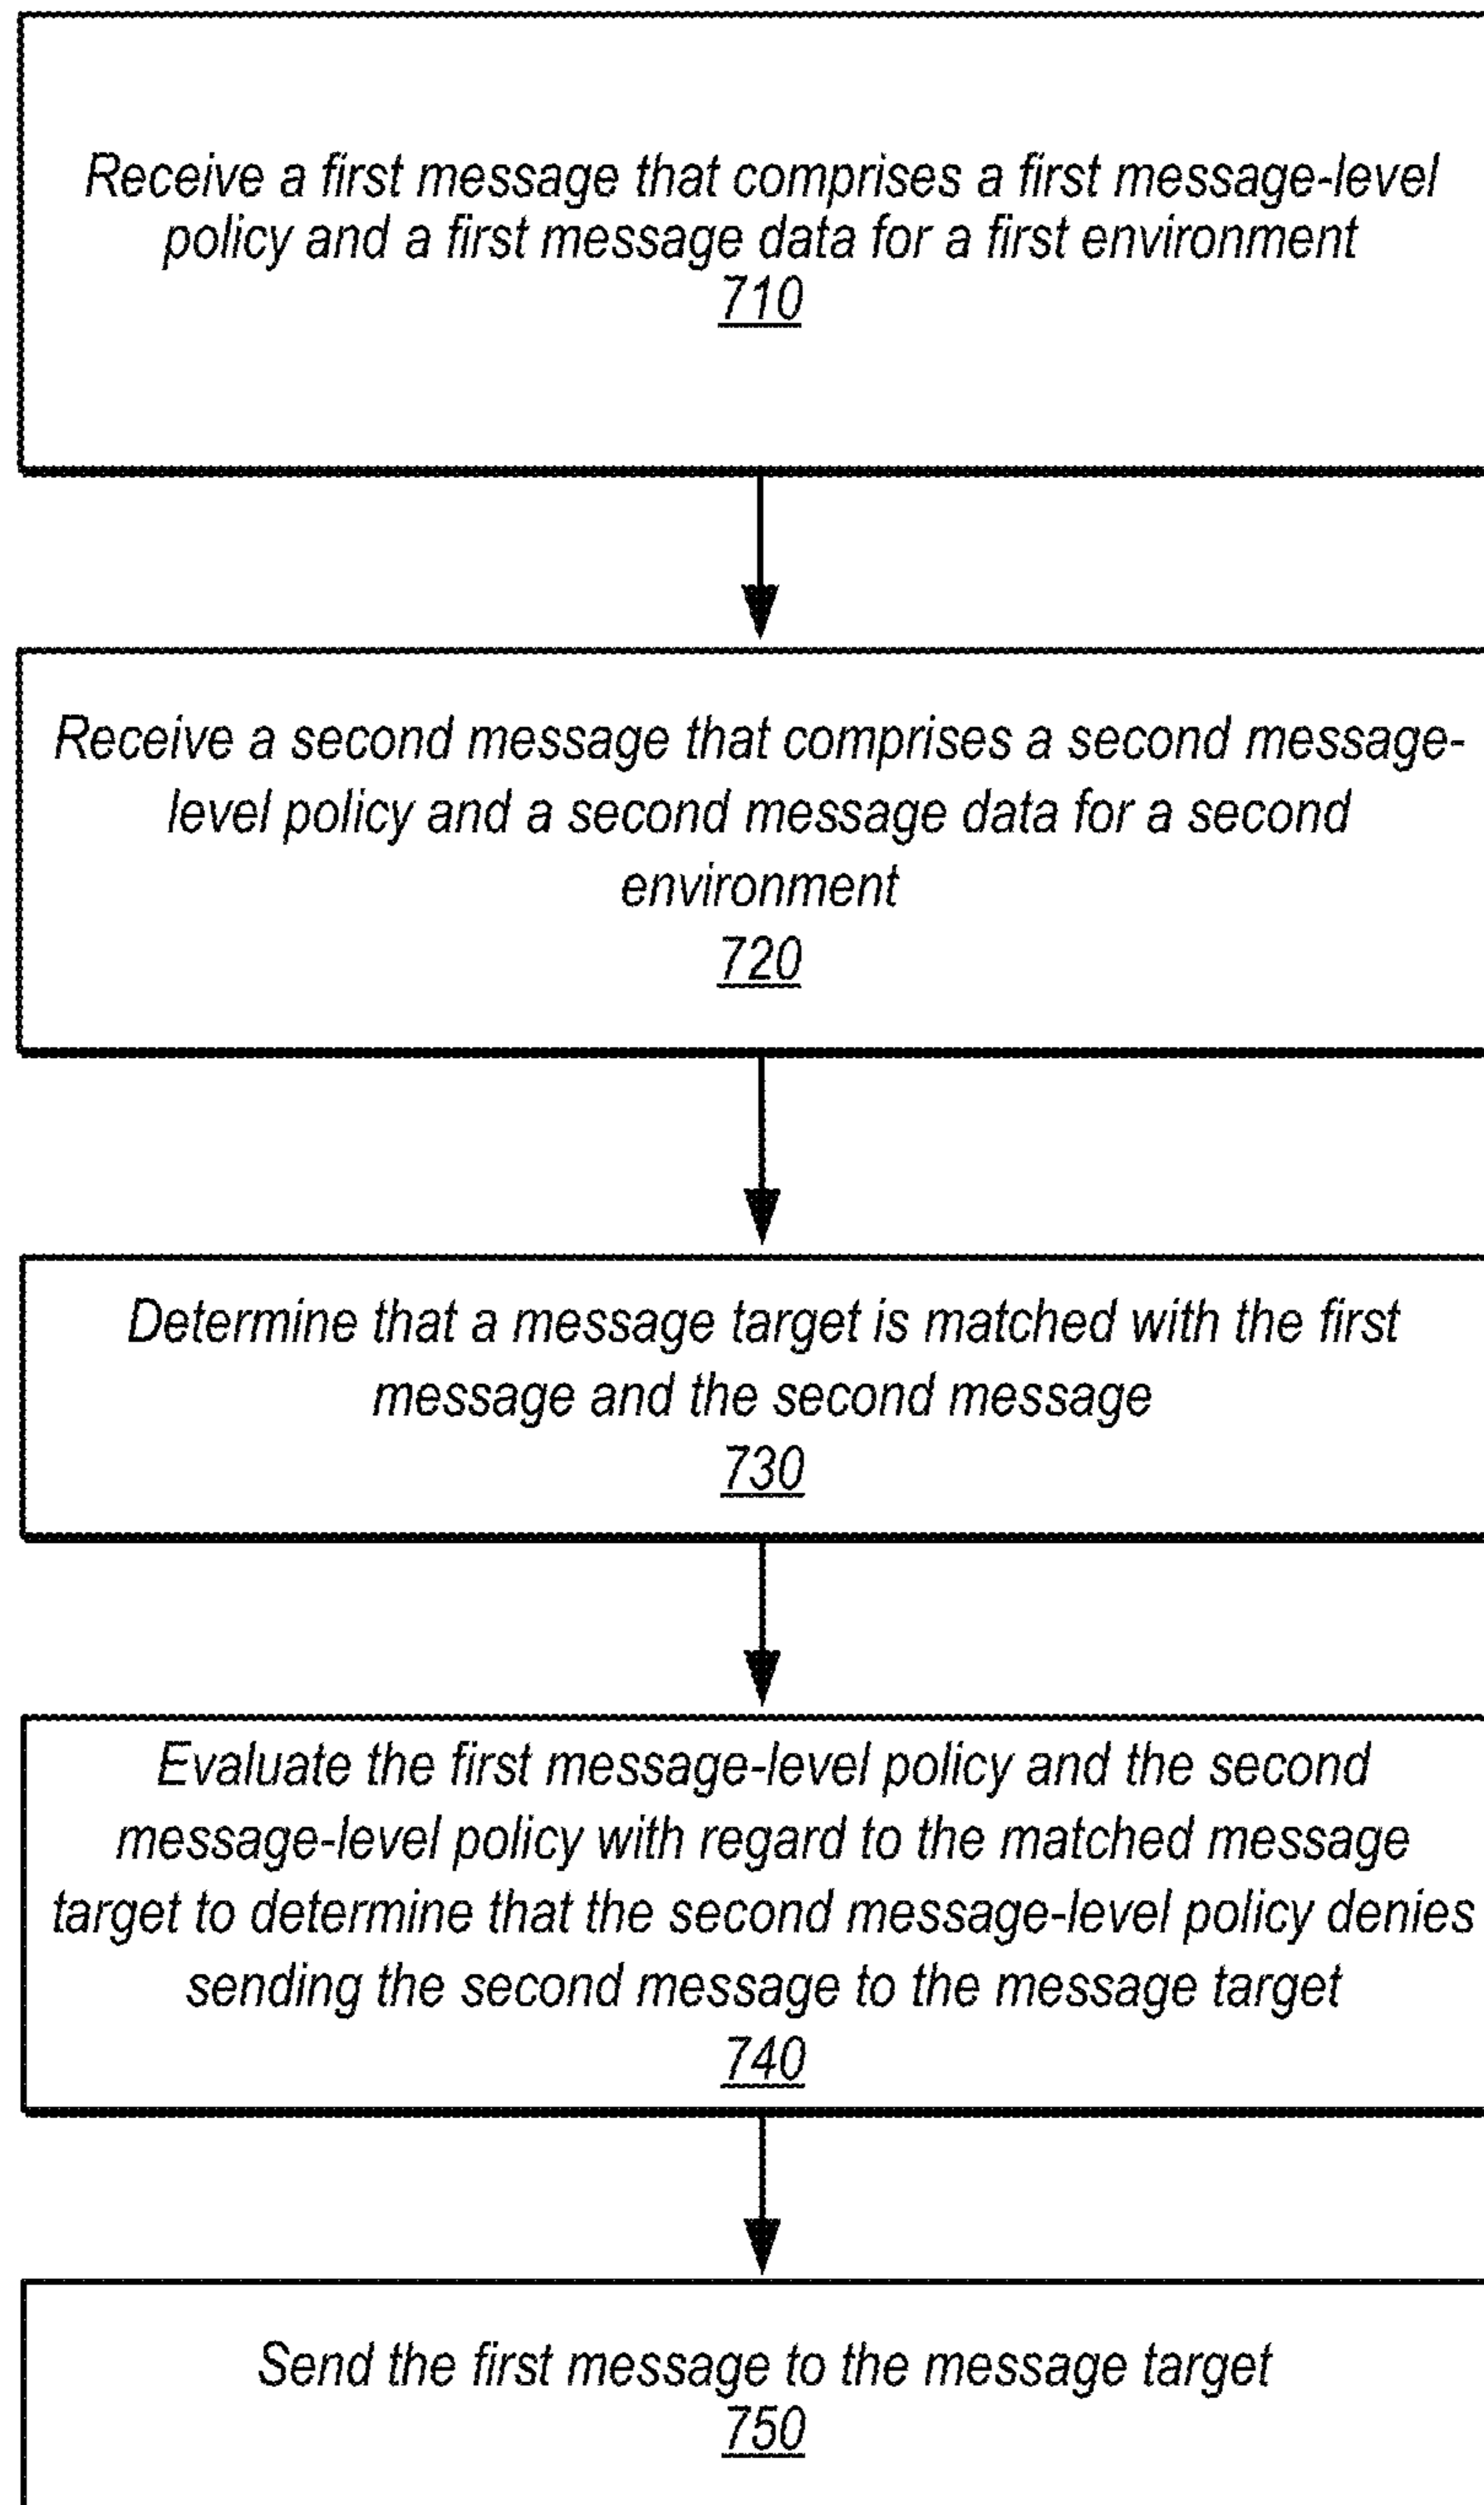 Receive a first message that comprises a first message-level
policy and a first message data for a first environment
710
Receive a second message that comprises a second message-
level policy and a second message data for a second
environment
720
Determine that a message target is matched with the first
message and the second message
730
Evaluate the first message-level policy and the second
message-level policy with regard to the matched message
target to determine that the second message-level policy denies
sending the second message to the message target
740
Send the first message to the message target
750